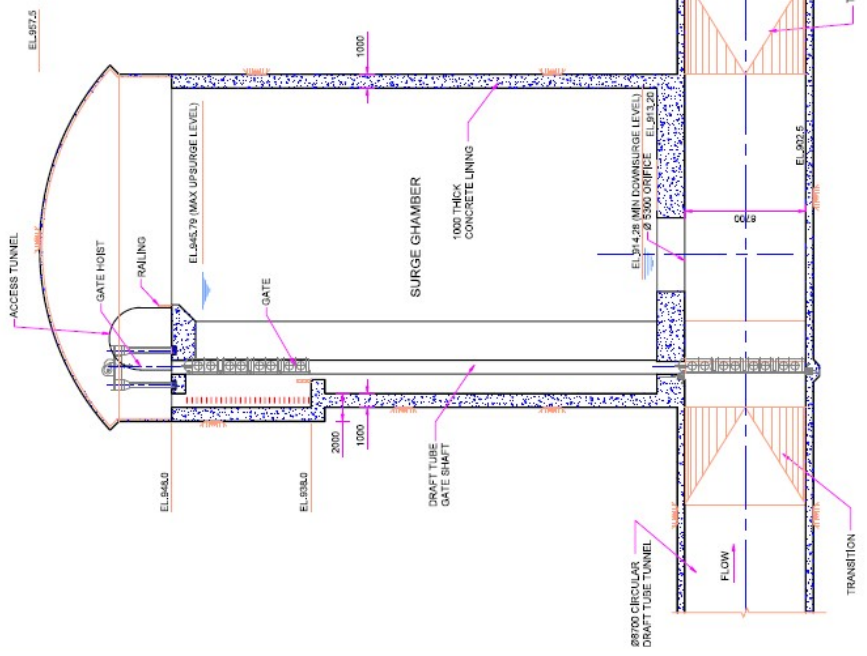 EL.957.5
ACCESS TUNNEL
GATE HOIST
RAILING
EL.945.79 (MAX UPSURGE LEVEL)
1000
GATE
SURGE GHAMBER
1000 THICK
CONCRETE LINING
EL.914.28 (MIN DOWNSURGE LEVEL)
Ø 5300 ORIFICE
EL.913.20
EL.902.5
8700
EL.948.0
EL.938.0
2000
1000
DRAFT TUBE
GATE SHAFT
Ø8700 CIRCULAR
DRAFT TUBE TUNNEL
FLOW
TRANSITION
T